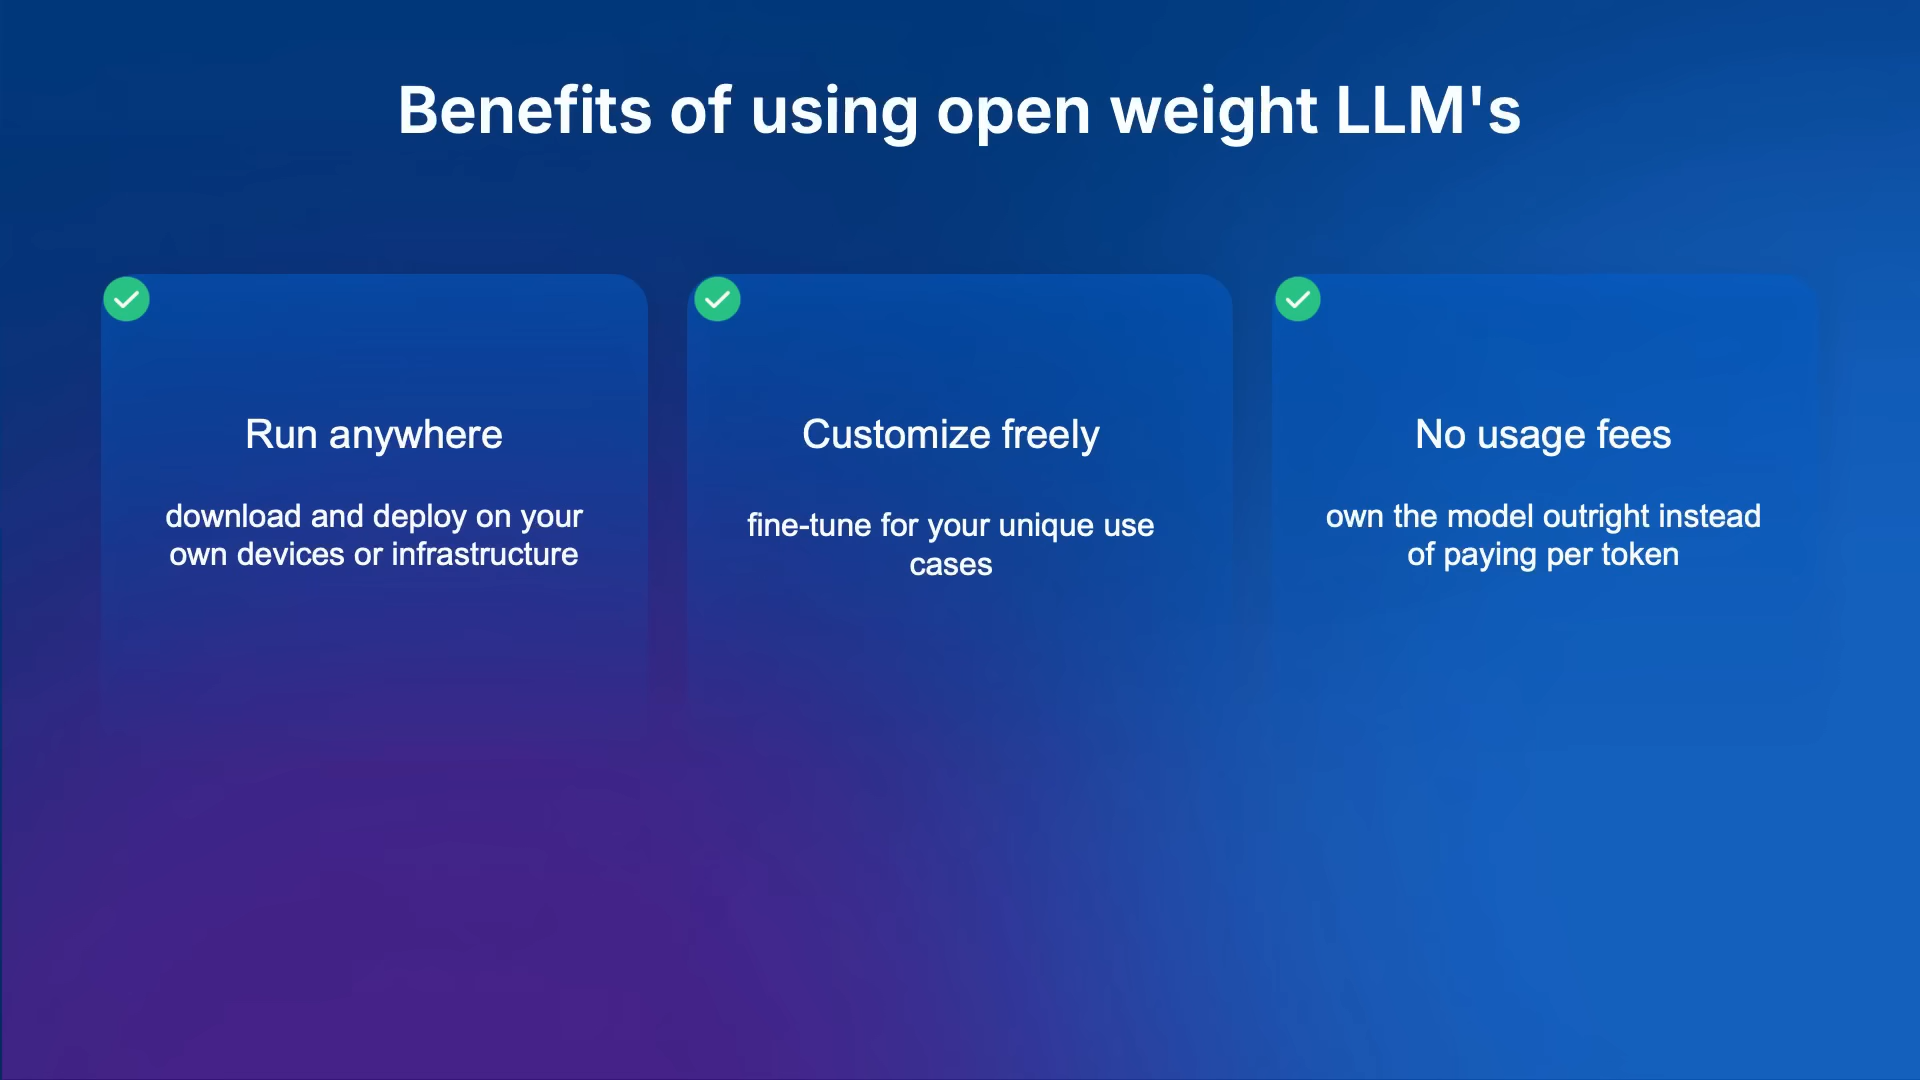 Benefits of using open weight LLM's
Run anywhere
download and deploy on your
own devices or infrastructure
Customize freely
fine-tune for your unique use
cases
No usage fees
own the model outright instead
of paying per token